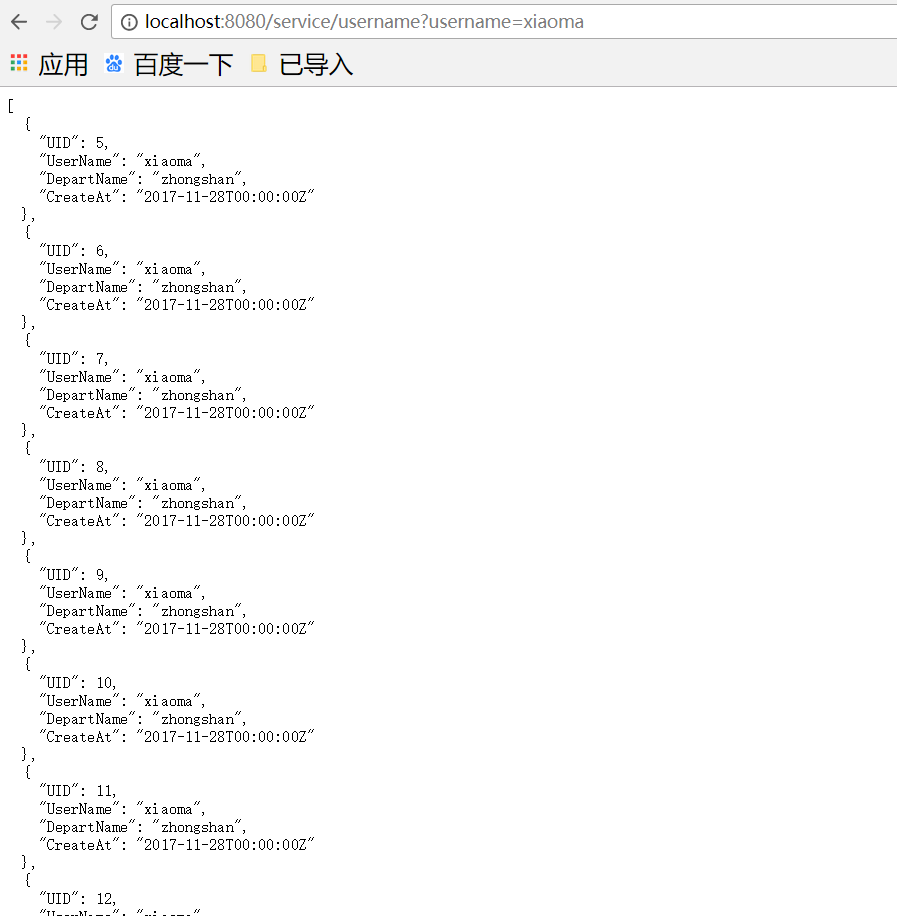 localhost:8080/service/username?username=xiaoma
应用 百度一下 已导入
[
  {
    "UID": 5,
    "UserName": "xiaoma",
    "DepartName": "zhongshan",
    "CreateAt": "2017-11-28T00:00:00Z"
  },
  {
    "UID": 6,
    "UserName": "xiaoma",
    "DepartName": "zhongshan",
    "CreateAt": "2017-11-28T00:00:00Z"
  },
  {
    "UID": 7,
    "UserName": "xiaoma",
    "DepartName": "zhongshan",
    "CreateAt": "2017-11-28T00:00:00Z"
  },
  {
    "UID": 8,
    "UserName": "xiaoma",
    "DepartName": "zhongshan",
    "CreateAt": "2017-11-28T00:00:00Z"
  },
  {
    "UID": 9,
    "UserName": "xiaoma",
    "DepartName": "zhongshan",
    "CreateAt": "2017-11-28T00:00:00Z"
  },
  {
    "UID": 10,
    "UserName": "xiaoma",
    "DepartName": "zhongshan",
    "CreateAt": "2017-11-28T00:00:00Z"
  },
  {
    "UID": 11,
    "UserName": "xiaoma",
    "DepartName": "zhongshan",
    "CreateAt": "2017-11-28T00:00:00Z"
  },
  {
    "UID": 12,